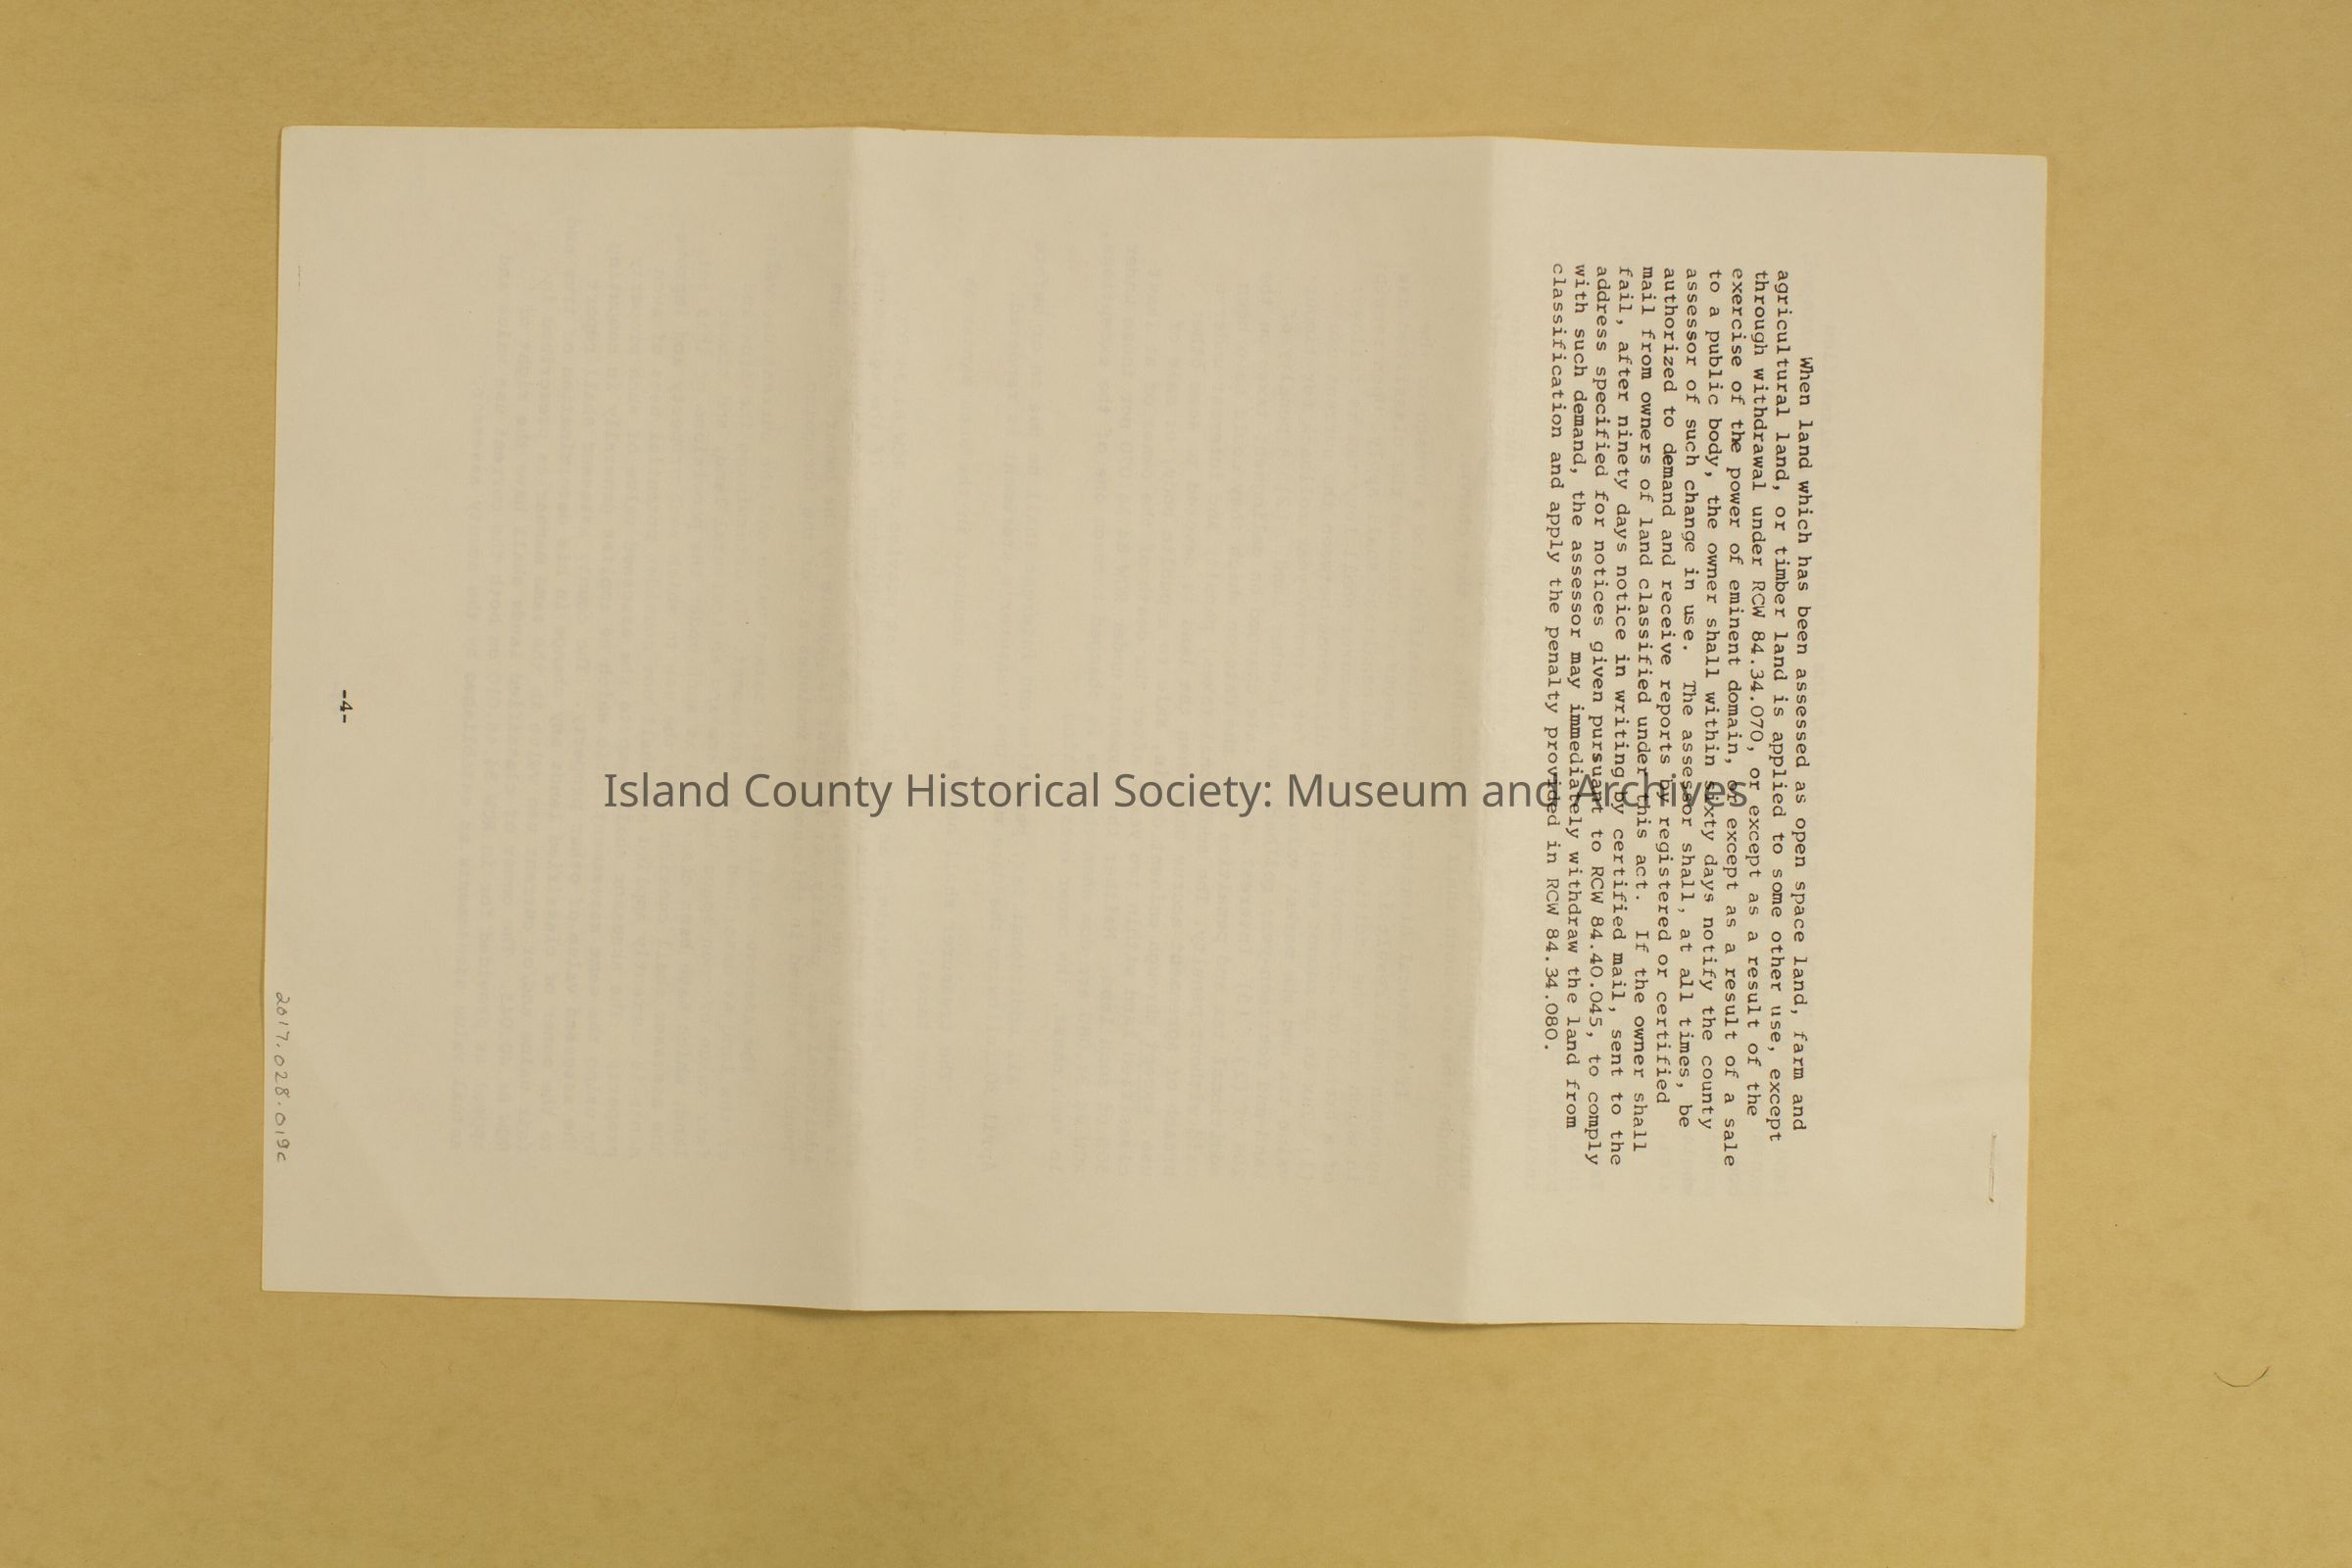 When land which has been assessed as open space land, farm and
agricultural land, or timber land is applied to some other use, except
through withdrawal under RCW 84.34.070, or except as a result of the
exercise of the power of eminent domain, or except as a result of a sale
to a public body, the owner shall within sixty days notify the county
assessor of such change in use. The assessor shall, at all times, be
authorized to demand and receive reports by registered or certified
mail from owners of land classified under this act. If the owner shall
fail, after ninety days notice in writing by certified mail, sent to the
address specified for notices given pursuant to RCW 84.40.045, to comply
with such demand, the assessor may immediately withdraw the land from
classification and apply the penalty provided in RCW 84.34.080.
-4-
2017.028.019c
Island County Historical Society: Museum and Archives